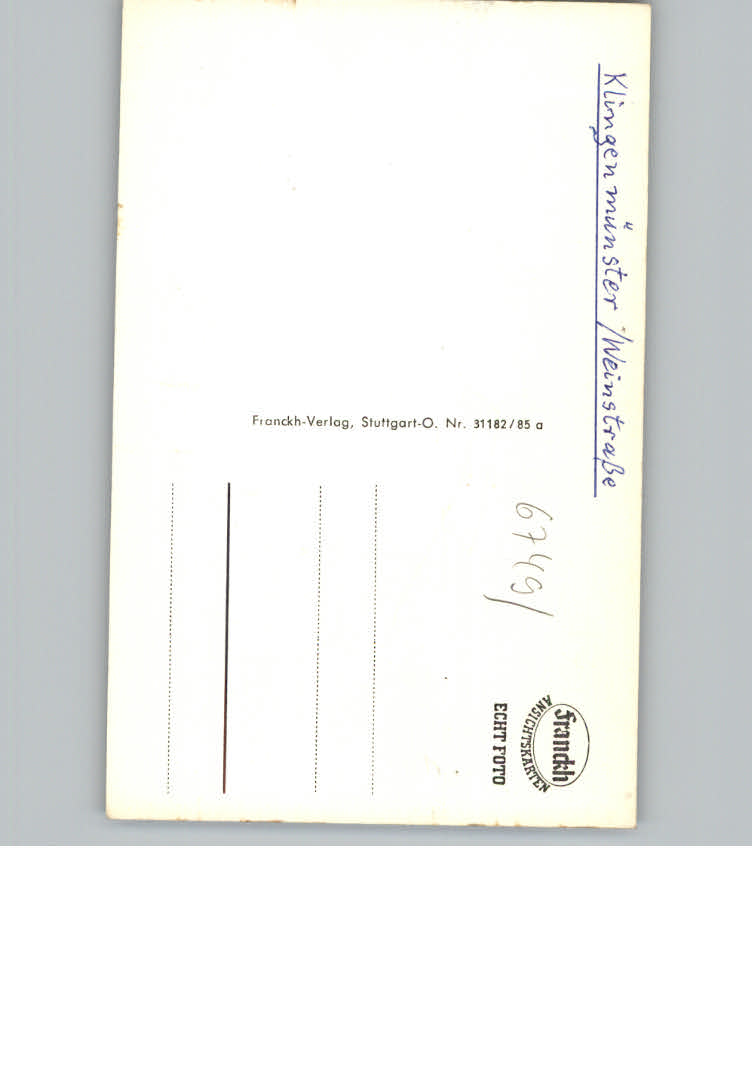 Klingenmünster/Weinstraße
Franckh-Verlag, Stuttgart-O. Nr. 31182/85 a
6749/
Franckh
ANSICHTSKARTEN
ECHT FOTO